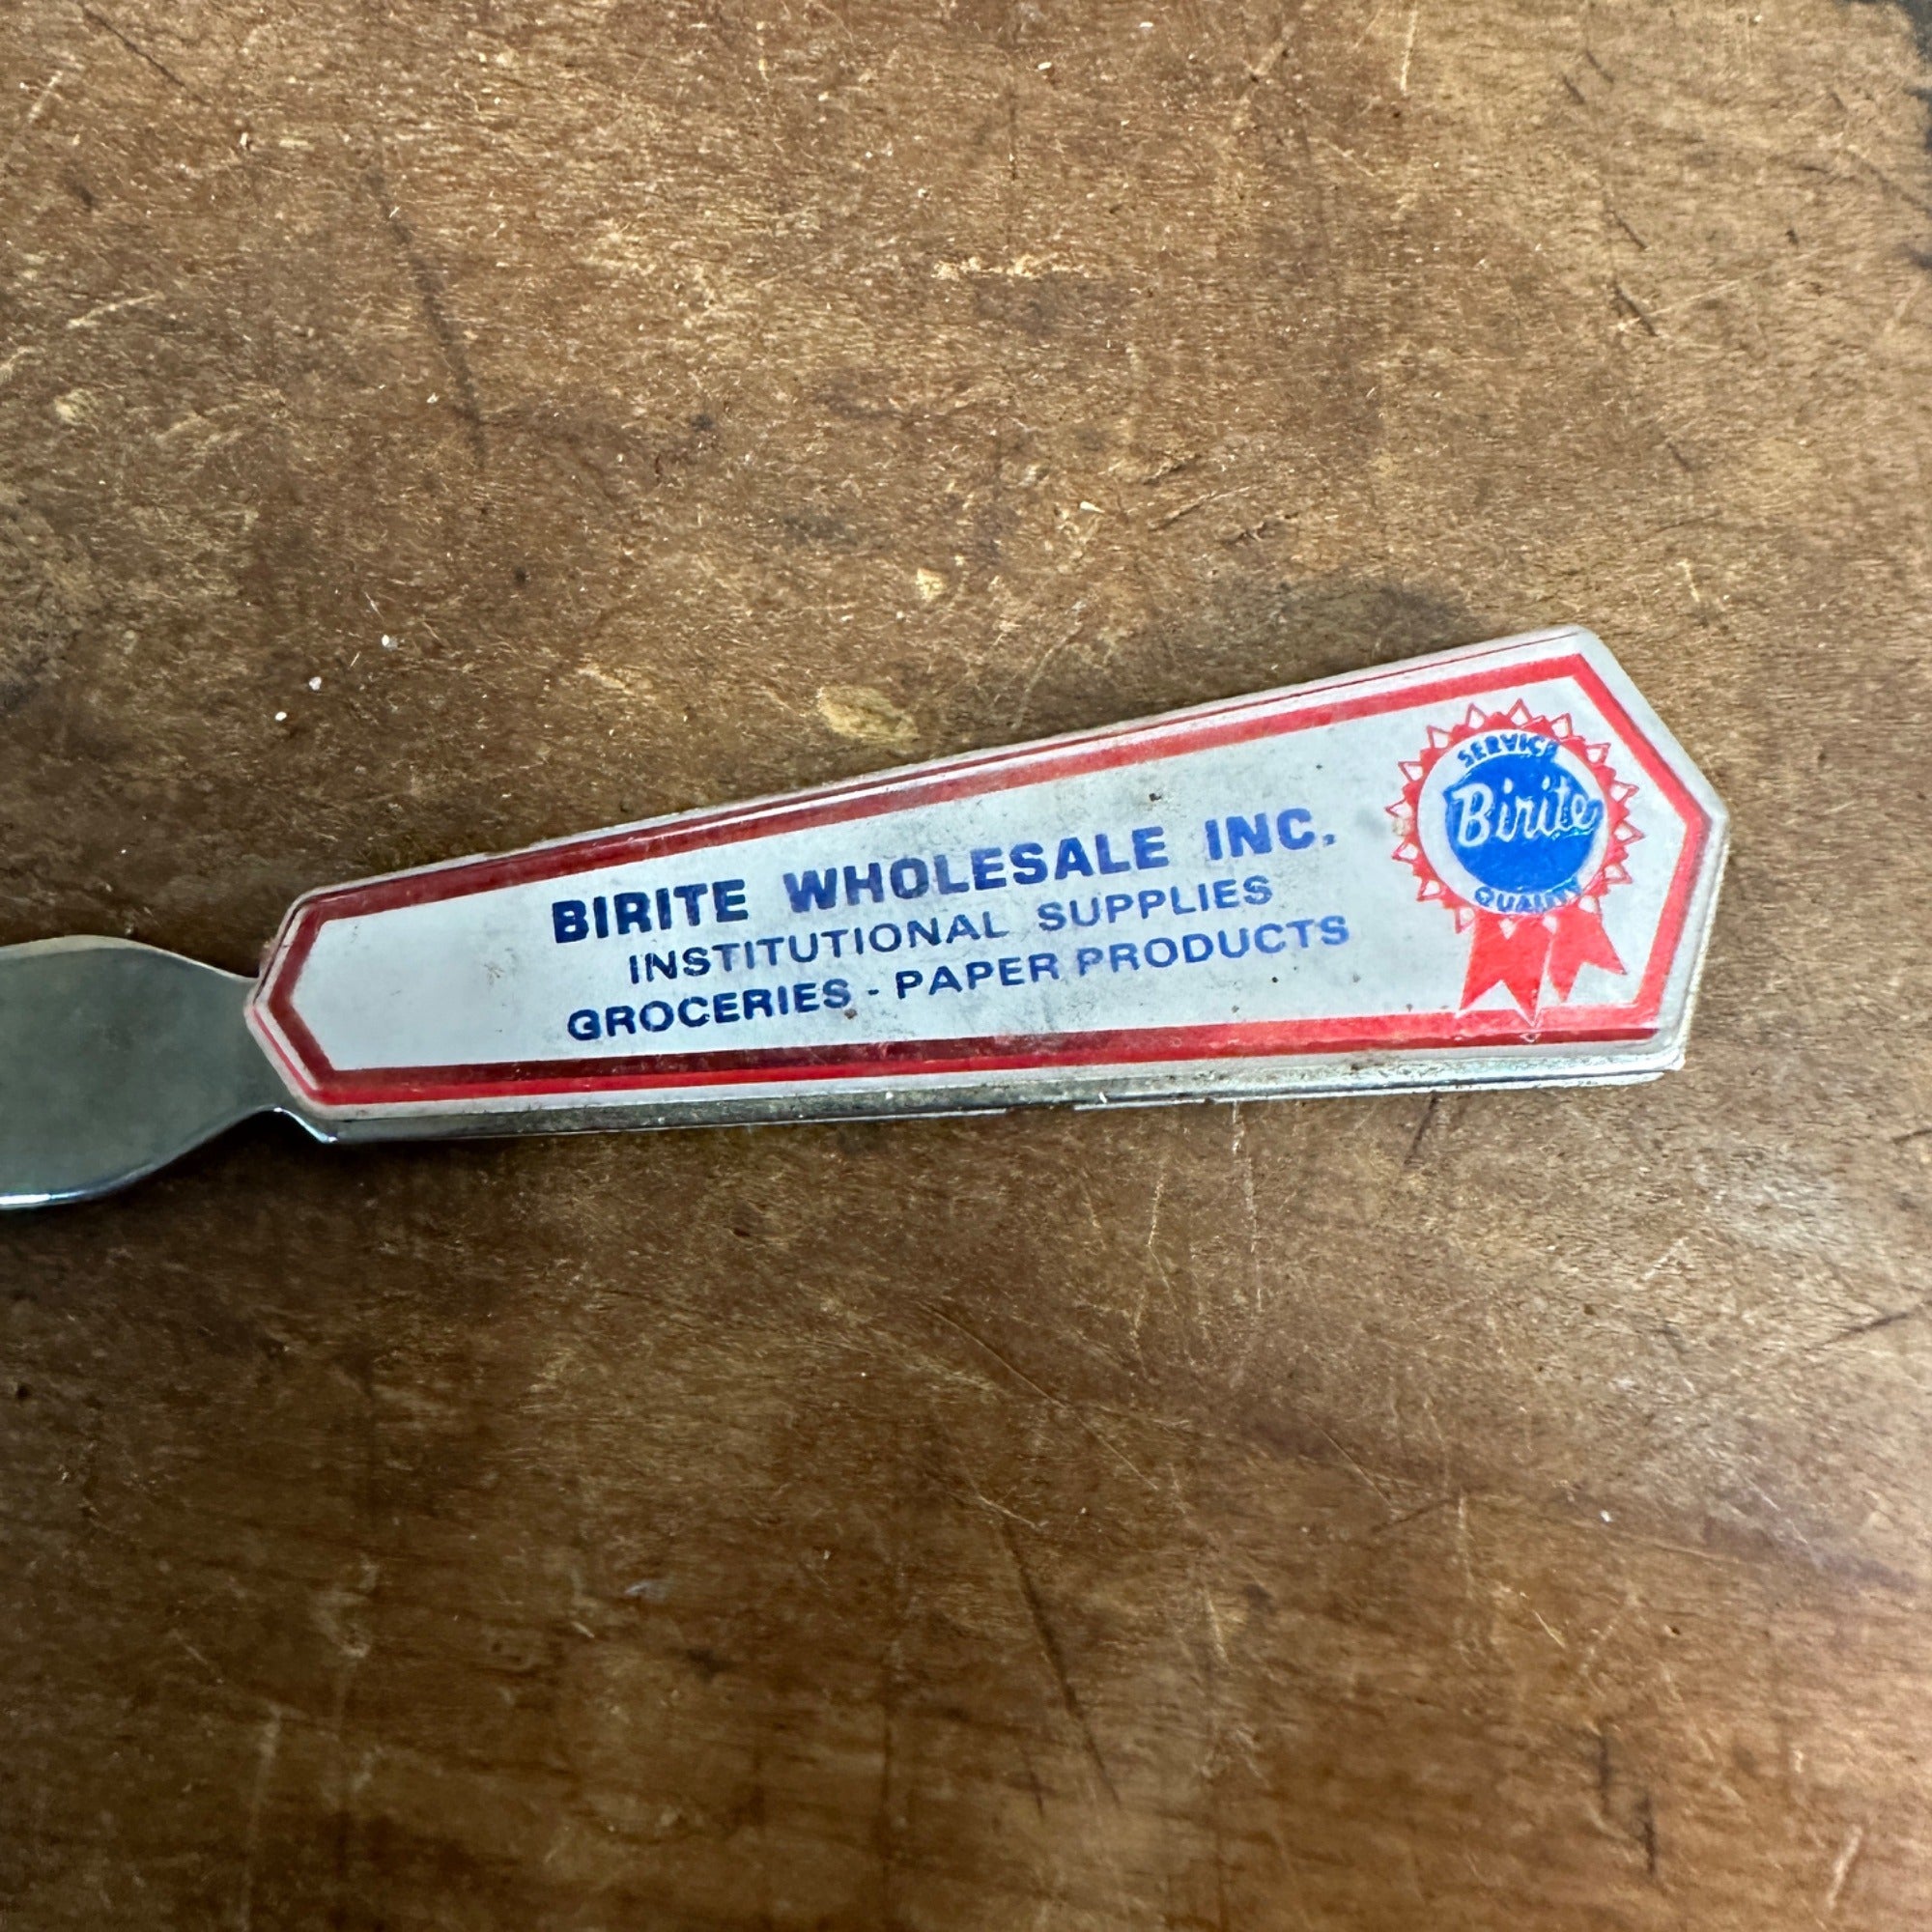 BIRITE WHOLESALE INC.
INSTITUTIONAL SUPPLIES
GROCERIES - PAPER PRODUCTS
SERVICE
Birite
QUALITY